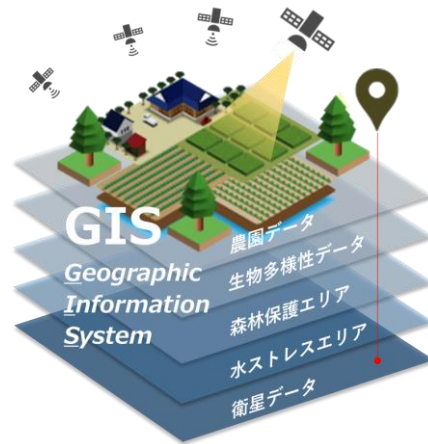 GIS
Geographic
Information
System
農園データ
生物多様性データ
森林保護エリア
水ストレスエリア
衛星データ